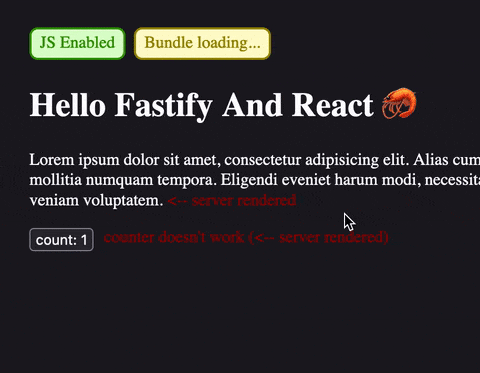 JS Enabled Bundle loading...
Hello Fastify And React 🦐
Lorem ipsum dolor sit amet, consectetur adipisicing elit. Alias cum
mollitia numquam tempora. Eligendi eveniet harum modi, necessita
veniam voluptatem. <-- server rendered
count: 1 counter doesn't work (<-- server rendered)